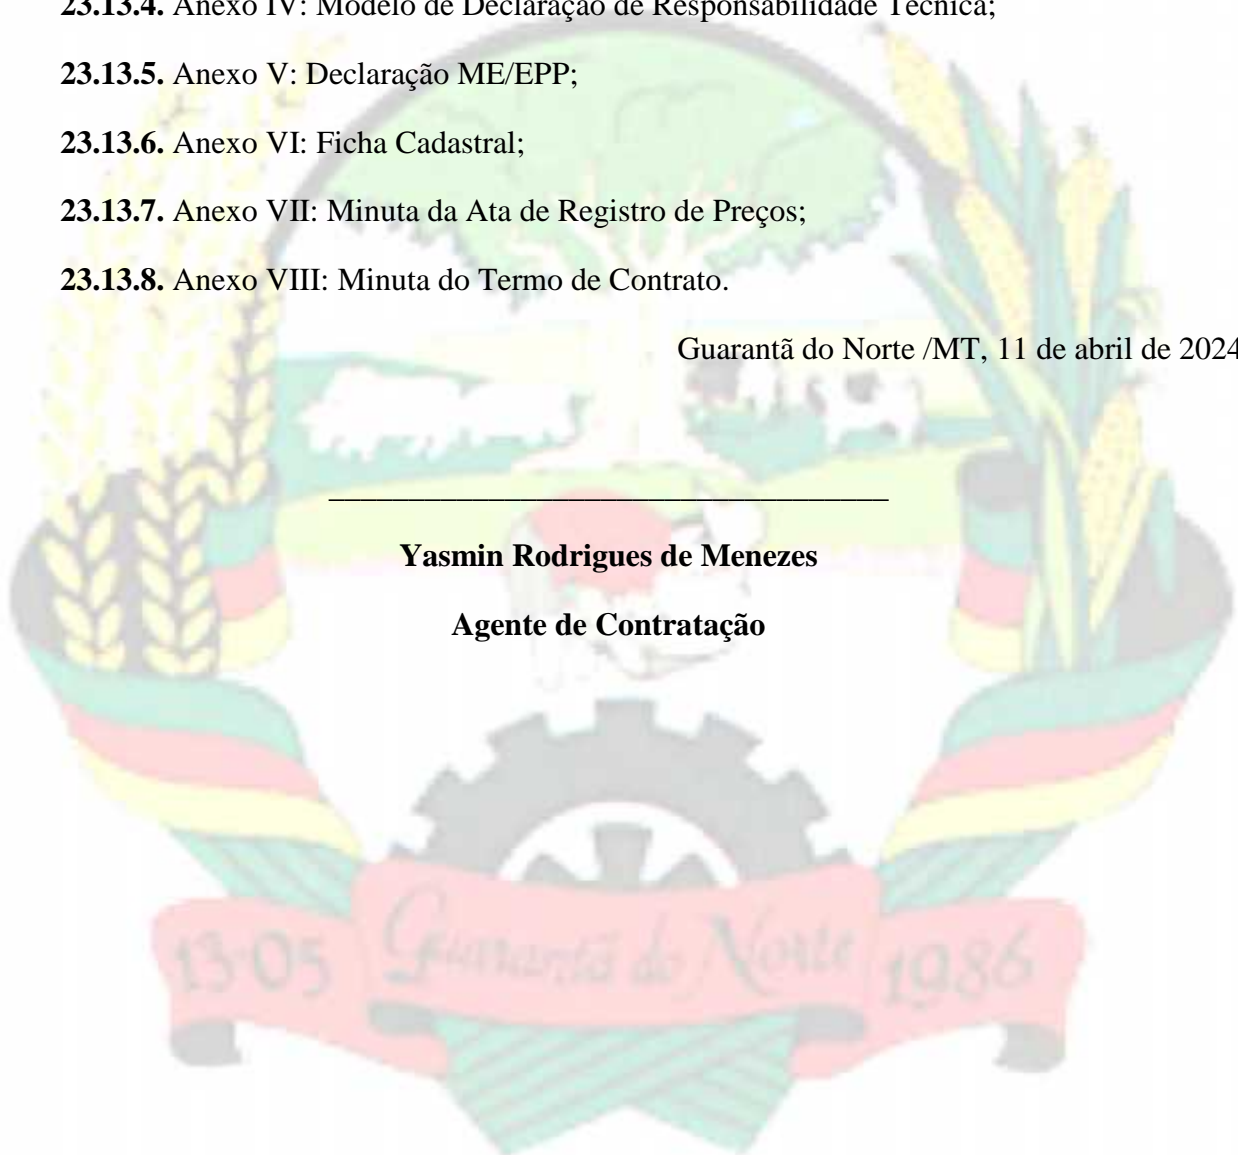 23.13.4. Anexo IV: Modelo de Declaração de Responsabilidade Técnica;
23.13.5. Anexo V: Declaração ME/EPP;
23.13.6. Anexo VI: Ficha Cadastral;
23.13.7. Anexo VII: Minuta da Ata de Registro de Preços;
23.13.8. Anexo VIII: Minuta do Termo de Contrato.
Guarantã do Norte /MT, 11 de abril de 2024
___________________________________
Yasmin Rodrigues de Menezes
Agente de Contratação
13·05 Guarantã do Norte 1986